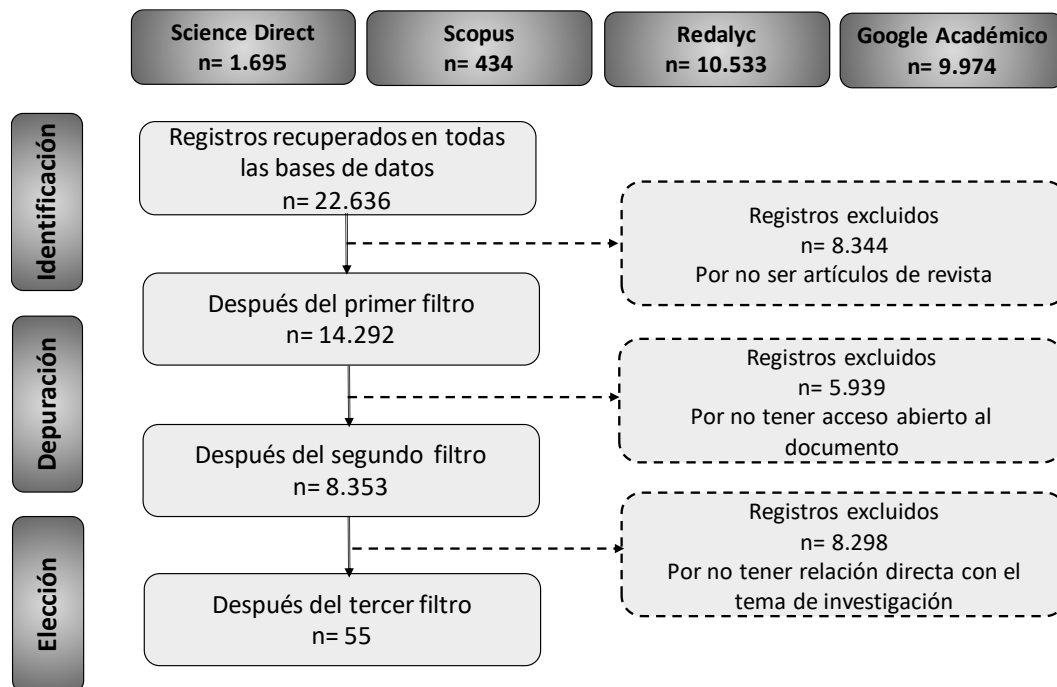 Science Direct
n= 1.695
Scopus
n= 434
Redalyc
n= 10.533
Google Académico
n= 9.974
Identificación
Registros recuperados en todas
las bases de datos
n= 22.636
Registros excluidos
n= 8.344
Por no ser artículos de revista
Después del primer filtro
n= 14.292
Depuración
Registros excluidos
n= 5.939
Por no tener acceso abierto al
documento
Después del segundo filtro
n= 8.353
Elección
Registros excluidos
n= 8.298
Por no tener relación directa con el
tema de investigación
Después del tercer filtro
n= 55